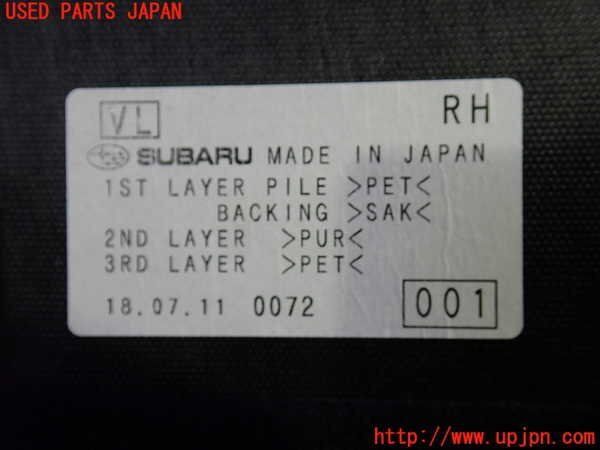 USED PARTS JAPAN
VL
RH
SUBARU MADE IN JAPAN
1ST LAYER PILE >PET<
BACKING >SAK<
2ND LAYER >PUR<
3RD LAYER >PET<
18.07.11 0072 001
http://www.upjpn.com/